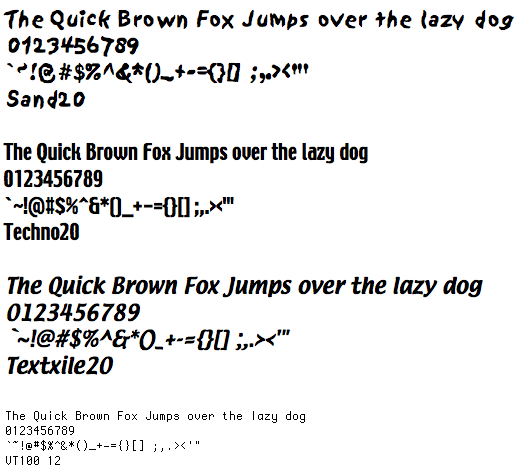 The Quick Brown Fox Jumps over the lazy dog
0123456789
`~!@#$%^&*()_+-={}[] ;,.><'"
Sand20
The Quick Brown Fox Jumps over the lazy dog
0123456789
`~!@#$%^&*()_+-={}[] ;,.><'"
Techno20
The Quick Brown Fox Jumps over the lazy dog
0123456789
`~!@#$%^&*()_+-={}[] ;,.><'"
Textxile20
The Quick Brown Fox Jumps over the lazy dog
0123456789
`~!@#$%^&*()_+-={}[] ;,.><'"
VT100 12